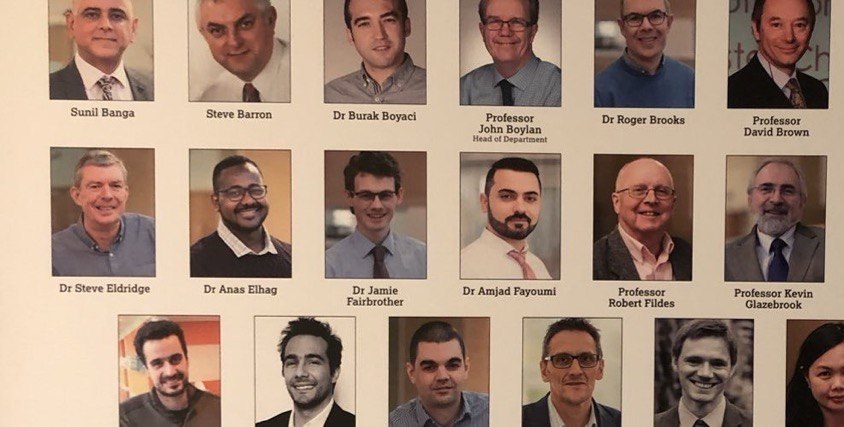 Sunil Banga
Steve Barron
Dr Burak Boyaci
Professor
John Boylan
Head of Department
Dr Roger Brooks
Professor
David Brown
Dr Steve Eldridge
Dr Anas Elhag
Dr Jamie
Fairbrother
Dr Amjad Fayoumi
Professor
Robert Fildes
Professor Kevin
Glazebrook